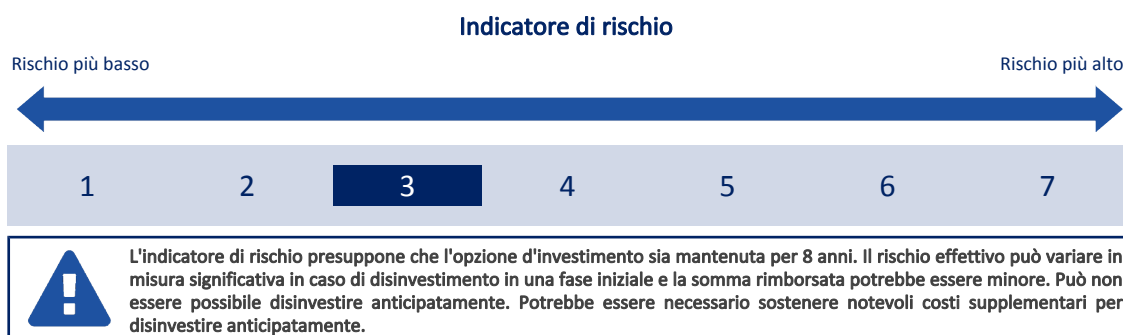 Indicatore di rischio
Rischio più basso
Rischio più alto
1 2 3 4 5 6 7
L'indicatore di rischio presuppone che l'opzione d'investimento sia mantenuta per 8 anni. Il rischio effettivo può variare in
misura significativa in caso di disinvestimento in una fase iniziale e la somma rimborsata potrebbe essere minore. Può non
essere possibile disinvestire anticipatamente. Potrebbe essere necessario sostenere notevoli costi supplementari per
disinvestire anticipatamente.